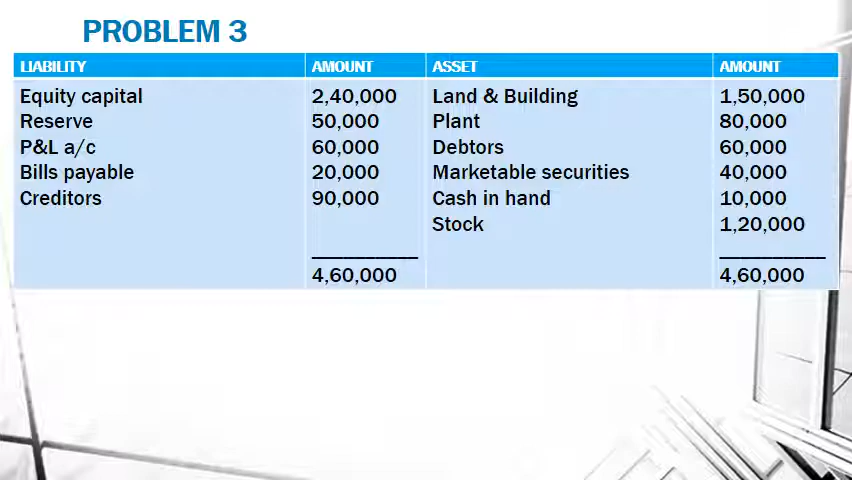 PROBLEM 3
LIABILITY AMOUNT ASSET AMOUNT
Equity capital 2,40,000 Land & Building 1,50,000
Reserve 50,000 Plant 80,000
P&L a/c 60,000 Debtors 60,000
Bills payable 20,000 Marketable securities 40,000
Creditors 90,000 Cash in hand 10,000
Stock 1,20,000
4,60,000 4,60,000